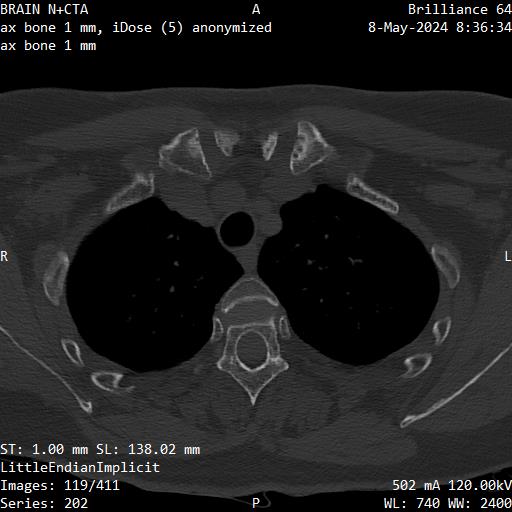 BRAIN N+CTA
A
Brilliance 64
ax bone 1 mm, iDose (5) anonymized
8-May-2024 8:36:34
ax bone 1 mm
R
L
ST: 1.00 mm SL: 138.02 mm
LittleEndianImplicit
Images: 119/411
502 mA 120.00kV
Series: 202
P
WL: 740 WW: 2400